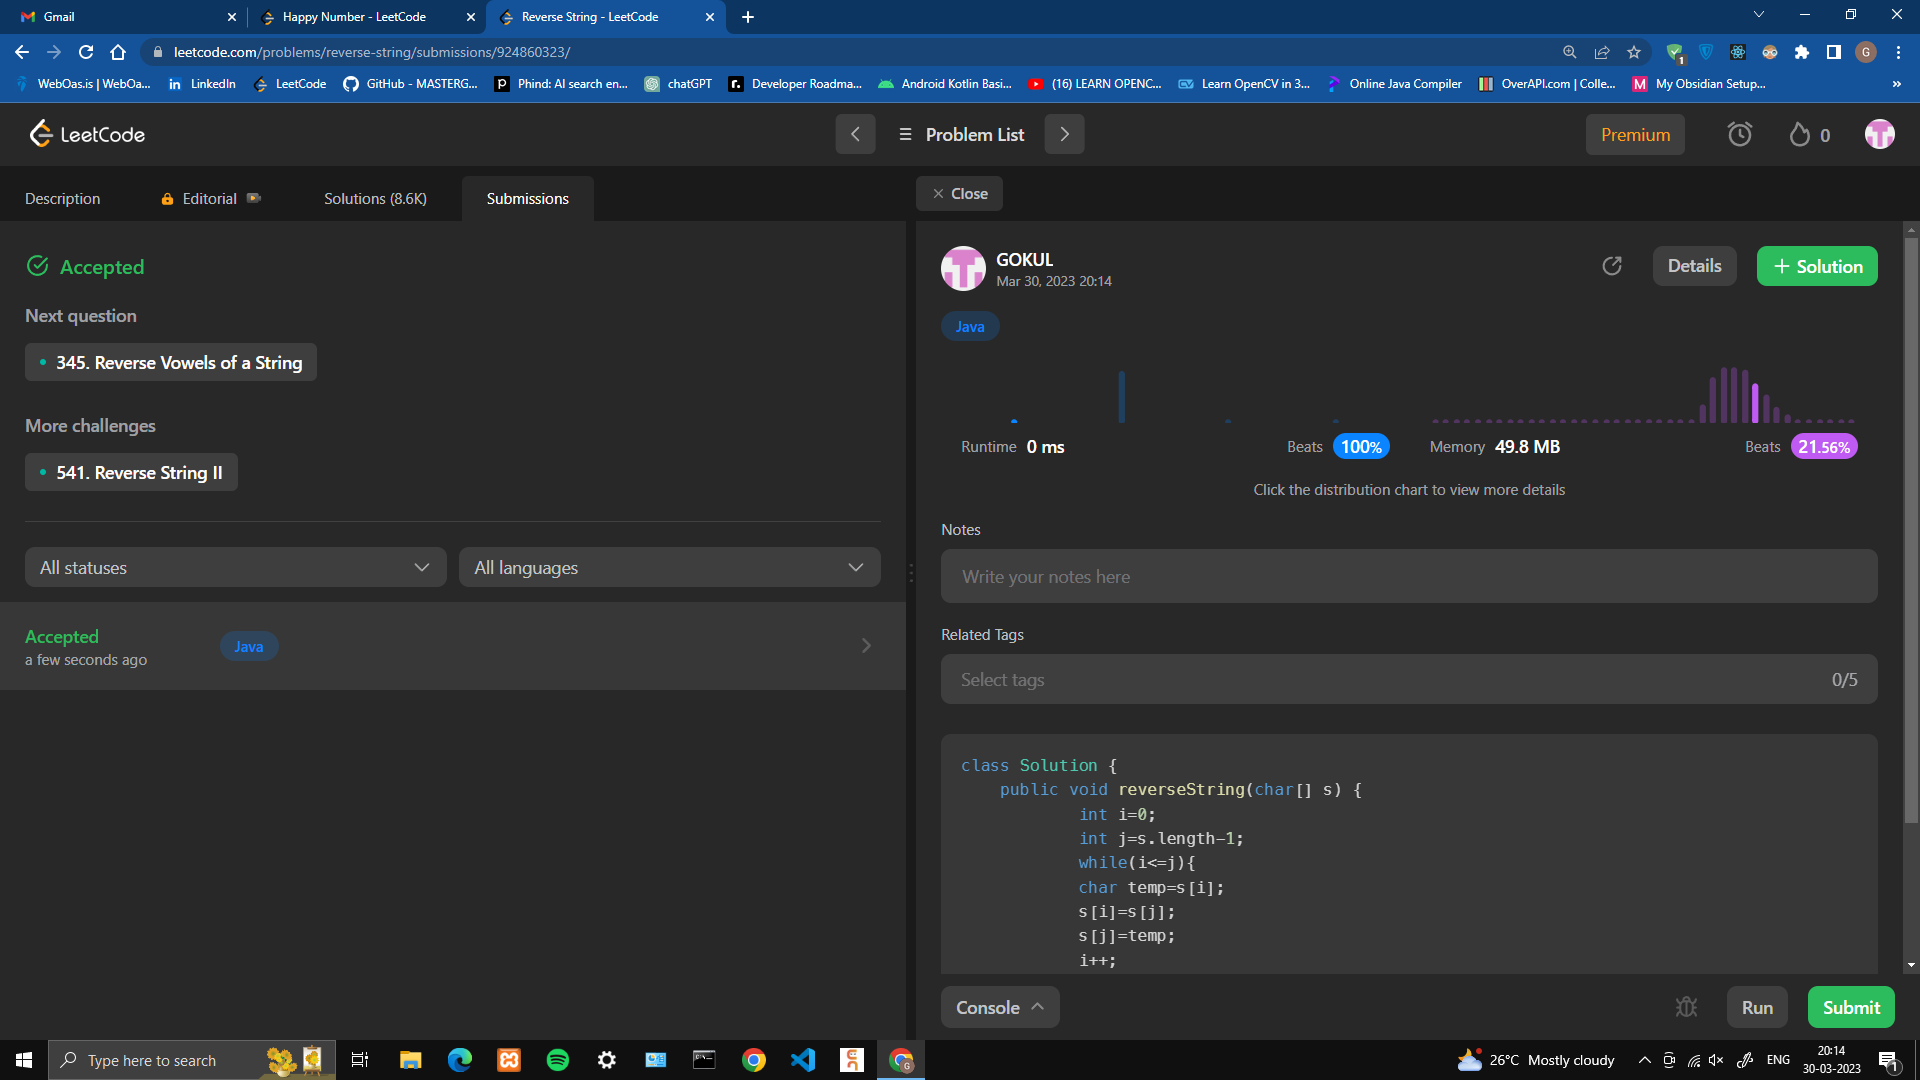 Gmail
Happy Number - LeetCode
Reverse String - LeetCode
leetcode.com/problems/reverse-string/submissions/924860323/
1
G
WebOas.is | WebOa...
LinkedIn
LeetCode
GitHub - MASTERG...
Phind: AI search en...
chatGPT
Developer Roadma...
Android Kotlin Basi...
(16) LEARN OPENC...
Learn OpenCV in 3...
Online Java Compiler
OverAPI.com | Colle...
My Obsidian Setup...
LeetCode
Problem List
Premium
0
Description
Editorial
Solutions (8.6K)
Submissions
Close
Accepted
Next question
345. Reverse Vowels of a String
More challenges
541. Reverse String II
All statuses
All languages
Accepted
a few seconds ago
Java
GOKUL
Mar 30, 2023 20:14
Details
+ Solution
Java
Runtime 0 ms
Beats 100%
Memory 49.8 MB
Beats 21.56%
Click the distribution chart to view more details
Notes
Write your notes here
Related Tags
Select tags
0/5
class Solution {
public void reverseString(char[] s) {
int i=0;
int j=s.length-1;
while(i<=j){
char temp=s[i];
s[i]=s[j];
s[j]=temp;
i++;
Console
Run
Submit
Type here to search
26°C Mostly cloudy
ENG
20:14
30-03-2023
1